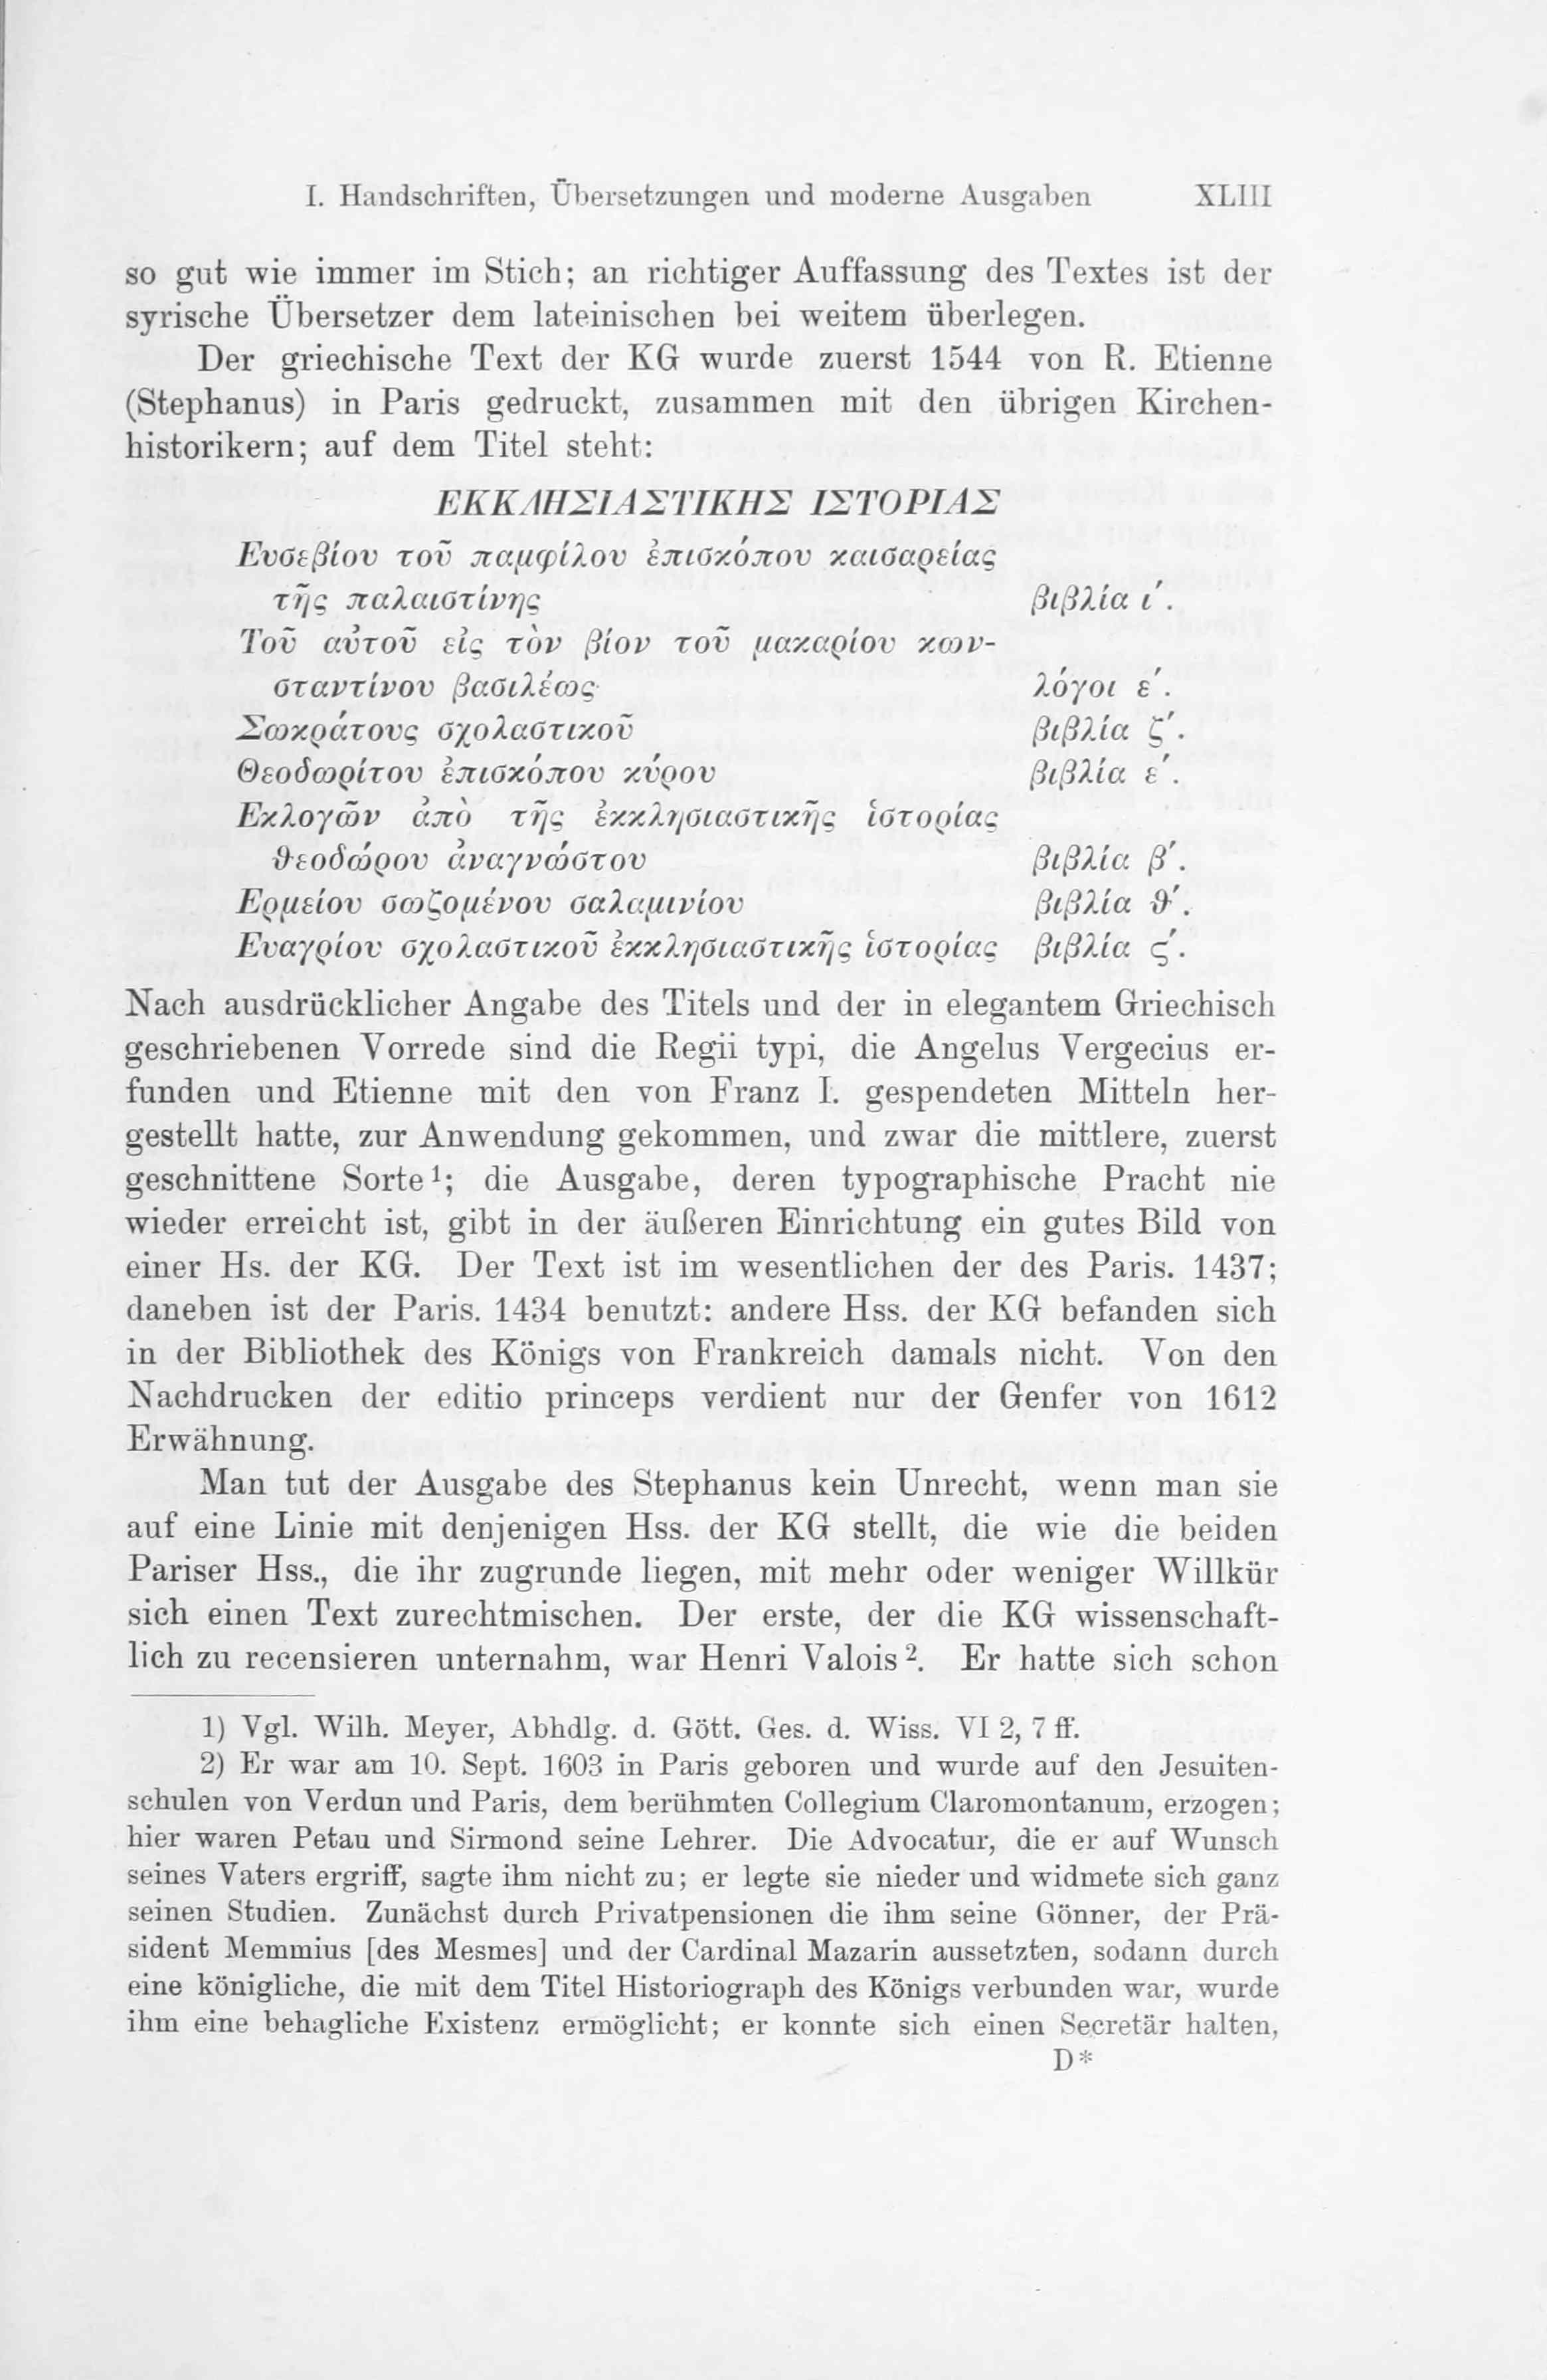 I. Handschriften, Übersetzungen und moderne Ausgaben XLIII
so gut wie immer im Stich; an richtiger Auffassung des Textes ist der
syrische Übersetzer dem lateinischen bei weitem überlegen.
Der griechische Text der KG wurde zuerst 1544 von R. Etienne
(Stephanus) in Paris gedruckt, zusammen mit den übrigen Kirchen-
historikern; auf dem Titel steht:
ΕΚΚΛΗΣΙΑΣΤΙΚΗΣ ΙΣΤΟΡΙΑΣ
Ευσεβίου τοῦ παμφίλου ἐπισκόπου καισαρείας
τῆς παλαιστίνης βιβλία ι΄.
Τοῦ αὐτοῦ εἰς τὸν βίον τοῦ μακαρίου κων-
σταντίνου βασιλέως λόγοι ε΄.
Σωκράτους σχολαστικοῦ βιβλία ζ΄.
Θεοδωρίτου ἐπισκόπου κύρου βιβλία ε΄.
Εκλογῶν ἀπὸ τῆς ἐκκλησιαστικῆς ἱστορίας
θεοδώρου ἀναγνώστου βιβλία β΄.
Ερμείου σωζομένου σαλαμινίου βιβλία θ΄.
Ευαγρίου σχολαστικοῦ ἐκκλησιαστικῆς ἱστορίας βιβλία ϛ΄.
Nach ausdrücklicher Angabe des Titels und der in elegantem Griechisch
geschriebenen Vorrede sind die Regii typi, die Angelus Vergecius er-
funden und Etienne mit den von Franz I. gespendeten Mitteln her-
gestellt hatte, zur Anwendung gekommen, und zwar die mittlere, zuerst
geschnittene Sorte¹; die Ausgabe, deren typographische Pracht nie
wieder erreicht ist, gibt in der äußeren Einrichtung ein gutes Bild von
einer Hs. der KG. Der Text ist im wesentlichen der des Paris. 1437;
daneben ist der Paris. 1434 benutzt: andere Hss. der KG befanden sich
in der Bibliothek des Königs von Frankreich damals nicht. Von den
Nachdrucken der editio princeps verdient nur der Genfer von 1612
Erwähnung.
Man tut der Ausgabe des Stephanus kein Unrecht, wenn man sie
auf eine Linie mit denjenigen Hss. der KG stellt, die wie die beiden
Pariser Hss., die ihr zugrunde liegen, mit mehr oder weniger Willkür
sich einen Text zurechtmischen. Der erste, der die KG wissenschaft-
lich zu recensieren unternahm, war Henri Valois². Er hatte sich schon
1) Vgl. Wilh. Meyer, Abhdlg. d. Gött. Ges. d. Wiss. VI 2, 7 ff.
2) Er war am 10. Sept. 1603 in Paris geboren und wurde auf den Jesuiten-
schulen von Verdun und Paris, dem berühmten Collegium Claromontanum, erzogen;
hier waren Petau und Sirmond seine Lehrer. Die Advocatur, die er auf Wunsch
seines Vaters ergriff, sagte ihm nicht zu; er legte sie nieder und widmete sich ganz
seinen Studien. Zunächst durch Privatpensionen die ihm seine Gönner, der Prä-
sident Memmius [des Mesmes] und der Cardinal Mazarin aussetzten, sodann durch
eine königliche, die mit dem Titel Historiograph des Königs verbunden war, wurde
ihm eine behagliche Existenz ermöglicht; er konnte sich einen Secretär halten,
D*